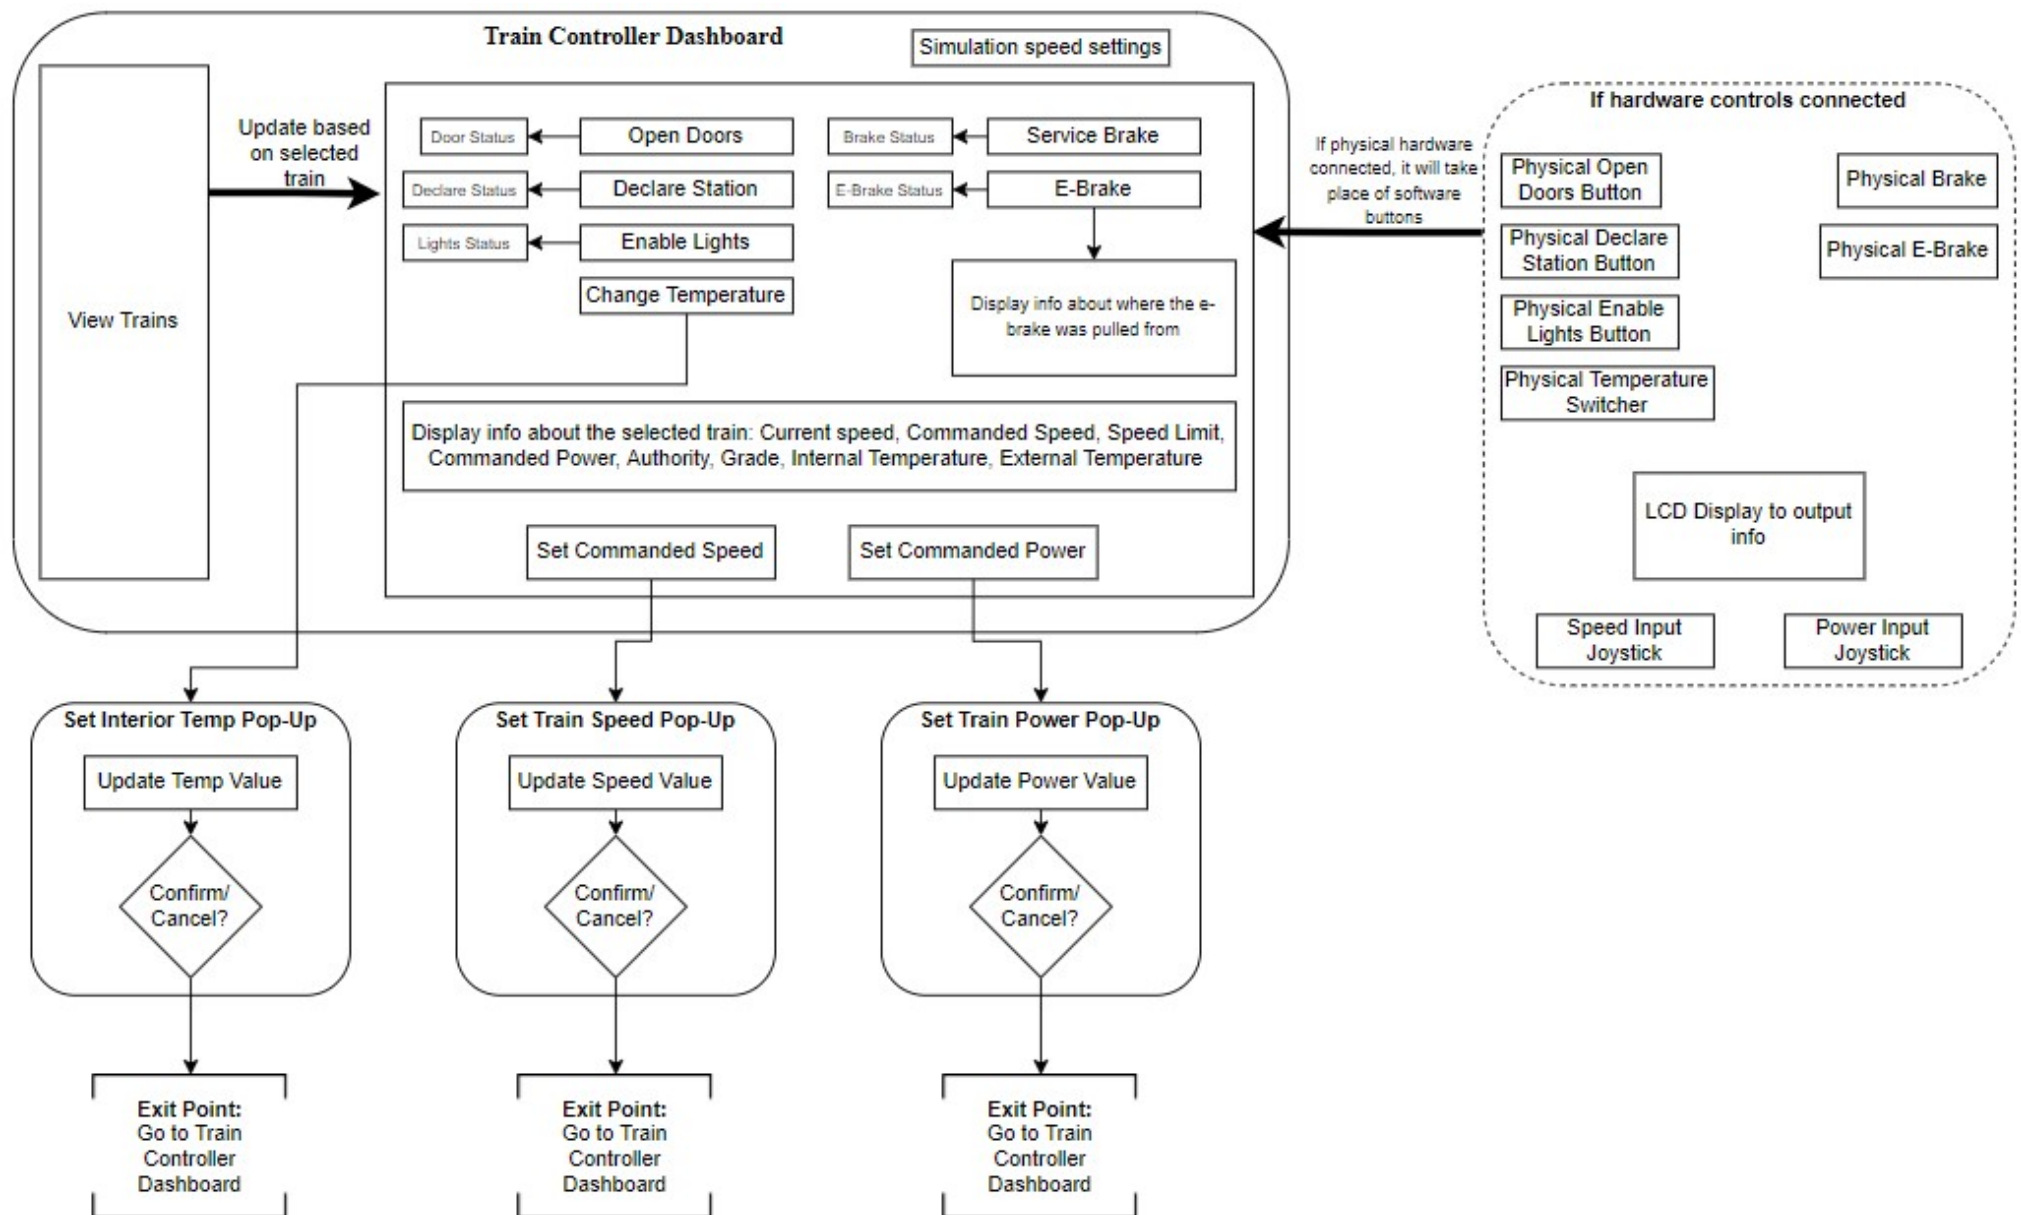 Train Controller Dashboard
Simulation speed settings
View Trains
Update based
on selected
train
Door Status
Open Doors
Declare Status
Declare Station
Lights Status
Enable Lights
Change Temperature
Brake Status
Service Brake
E-Brake Status
E-Brake
Display info about where the e-
brake was pulled from
Display info about the selected train: Current speed, Commanded Speed, Speed Limit,
Commanded Power, Authority, Grade, Internal Temperature, External Temperature
Set Commanded Speed
Set Commanded Power
If physical hardware
connected, it will take
place of software
buttons
If hardware controls connected
Physical Open
Doors Button
Physical Brake
Physical Declare
Station Button
Physical E-Brake
Physical Enable
Lights Button
Physical Temperature
Switcher
LCD Display to output
info
Speed Input
Joystick
Power Input
Joystick
Set Interior Temp Pop-Up
Update Temp Value
Confirm/
Cancel?
Exit Point:
Go to Train
Controller
Dashboard
Set Train Speed Pop-Up
Update Speed Value
Confirm/
Cancel?
Exit Point:
Go to Train
Controller
Dashboard
Set Train Power Pop-Up
Update Power Value
Confirm/
Cancel?
Exit Point:
Go to Train
Controller
Dashboard